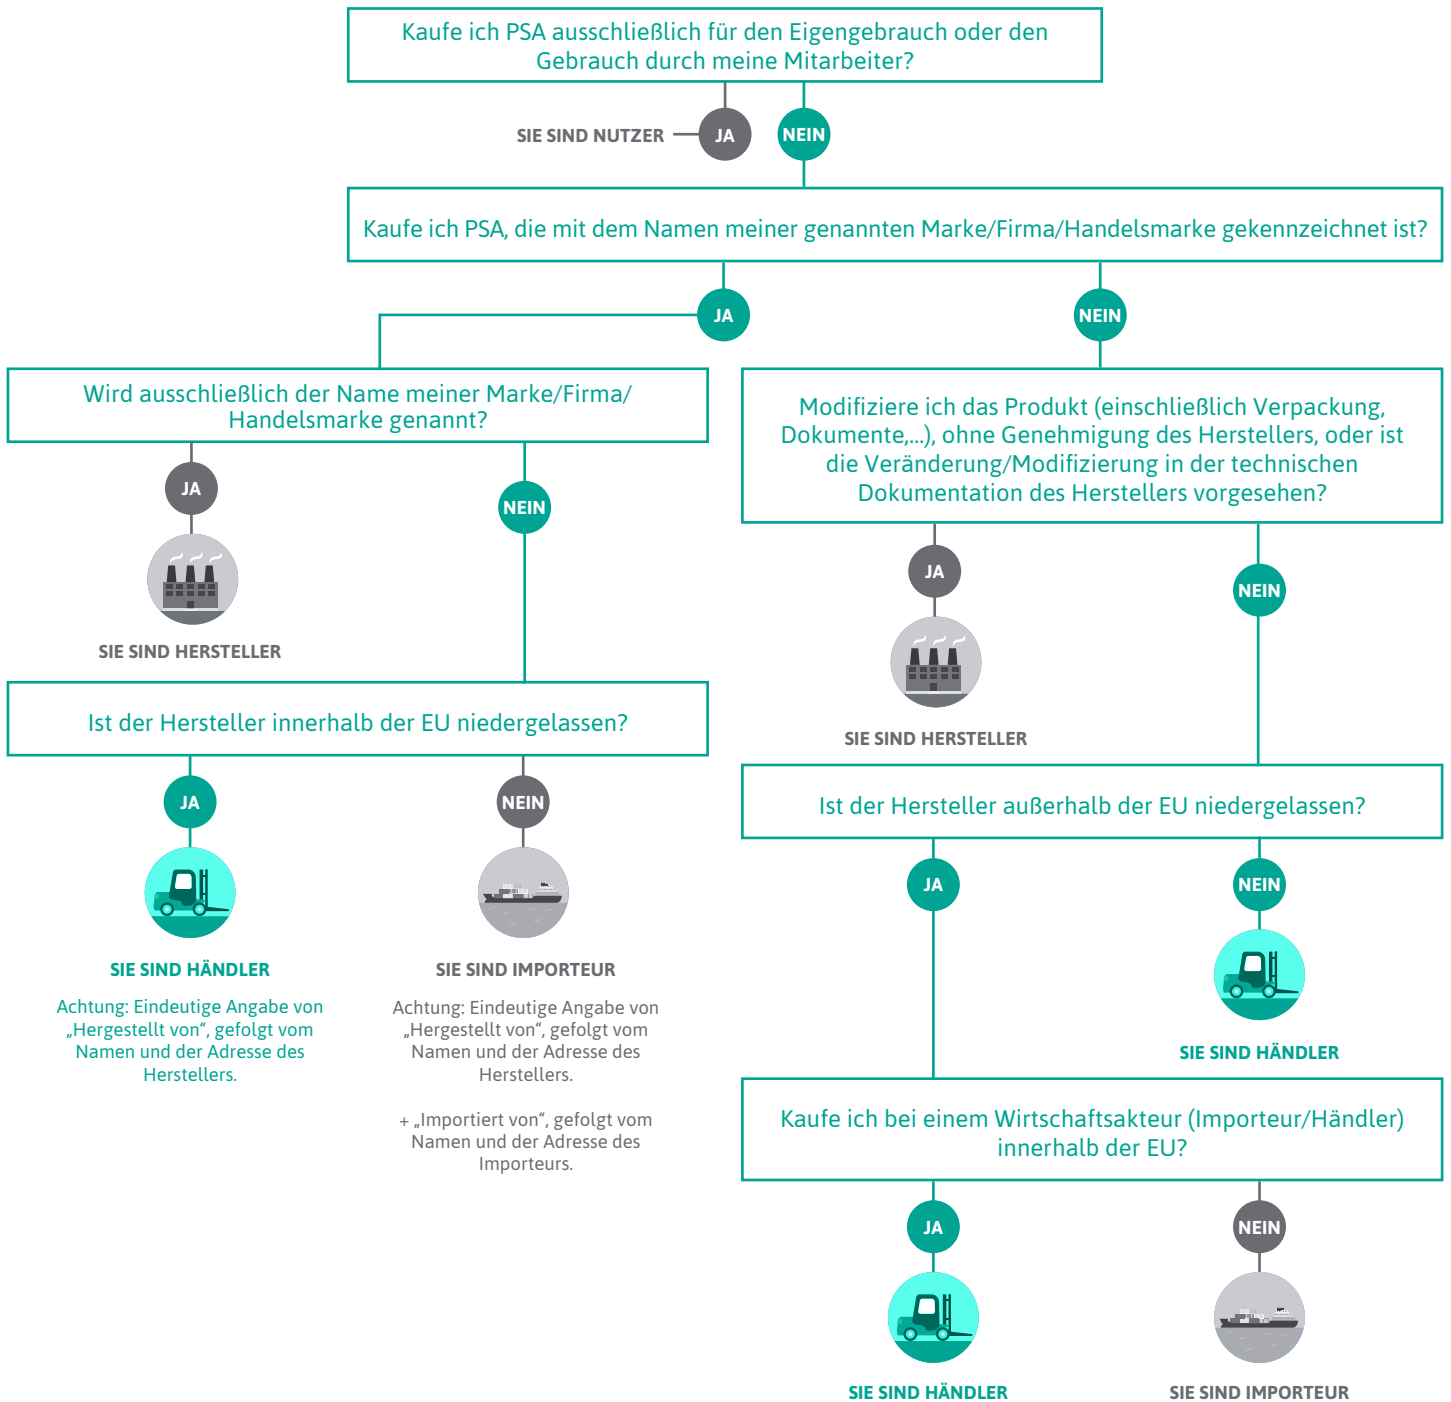 Kaufe ich PSA ausschließlich für den Eigengebrauch oder den
Gebrauch durch meine Mitarbeiter?
SIE SIND NUTZER
JA
NEIN
Kaufe ich PSA, die mit dem Namen meiner genannten Marke/Firma/Handelsmarke gekennzeichnet ist?
JA
NEIN
Wird ausschließlich der Name meiner Marke/Firma/
Handelsmarke genannt?
JA
NEIN
SIE SIND HERSTELLER
Ist der Hersteller innerhalb der EU niedergelassen?
JA
NEIN
SIE SIND HÄNDLER
Achtung: Eindeutige Angabe von
„Hergestellt von“, gefolgt vom
Namen und der Adresse des
Herstellers.
SIE SIND IMPORTEUR
Achtung: Eindeutige Angabe von
„Hergestellt von“, gefolgt vom
Namen und der Adresse des
Herstellers.
+ „Importiert von“, gefolgt vom
Namen und der Adresse des
Importeurs.
Modifiziere ich das Produkt (einschließlich Verpackung,
Dokumente,...), ohne Genehmigung des Herstellers, oder ist
die Veränderung/Modifizierung in der technischen
Dokumentation des Herstellers vorgesehen?
JA
NEIN
SIE SIND HERSTELLER
Ist der Hersteller außerhalb der EU niedergelassen?
JA
NEIN
SIE SIND HÄNDLER
Kaufe ich bei einem Wirtschaftsakteur (Importeur/Händler)
innerhalb der EU?
JA
NEIN
SIE SIND HÄNDLER
SIE SIND IMPORTEUR